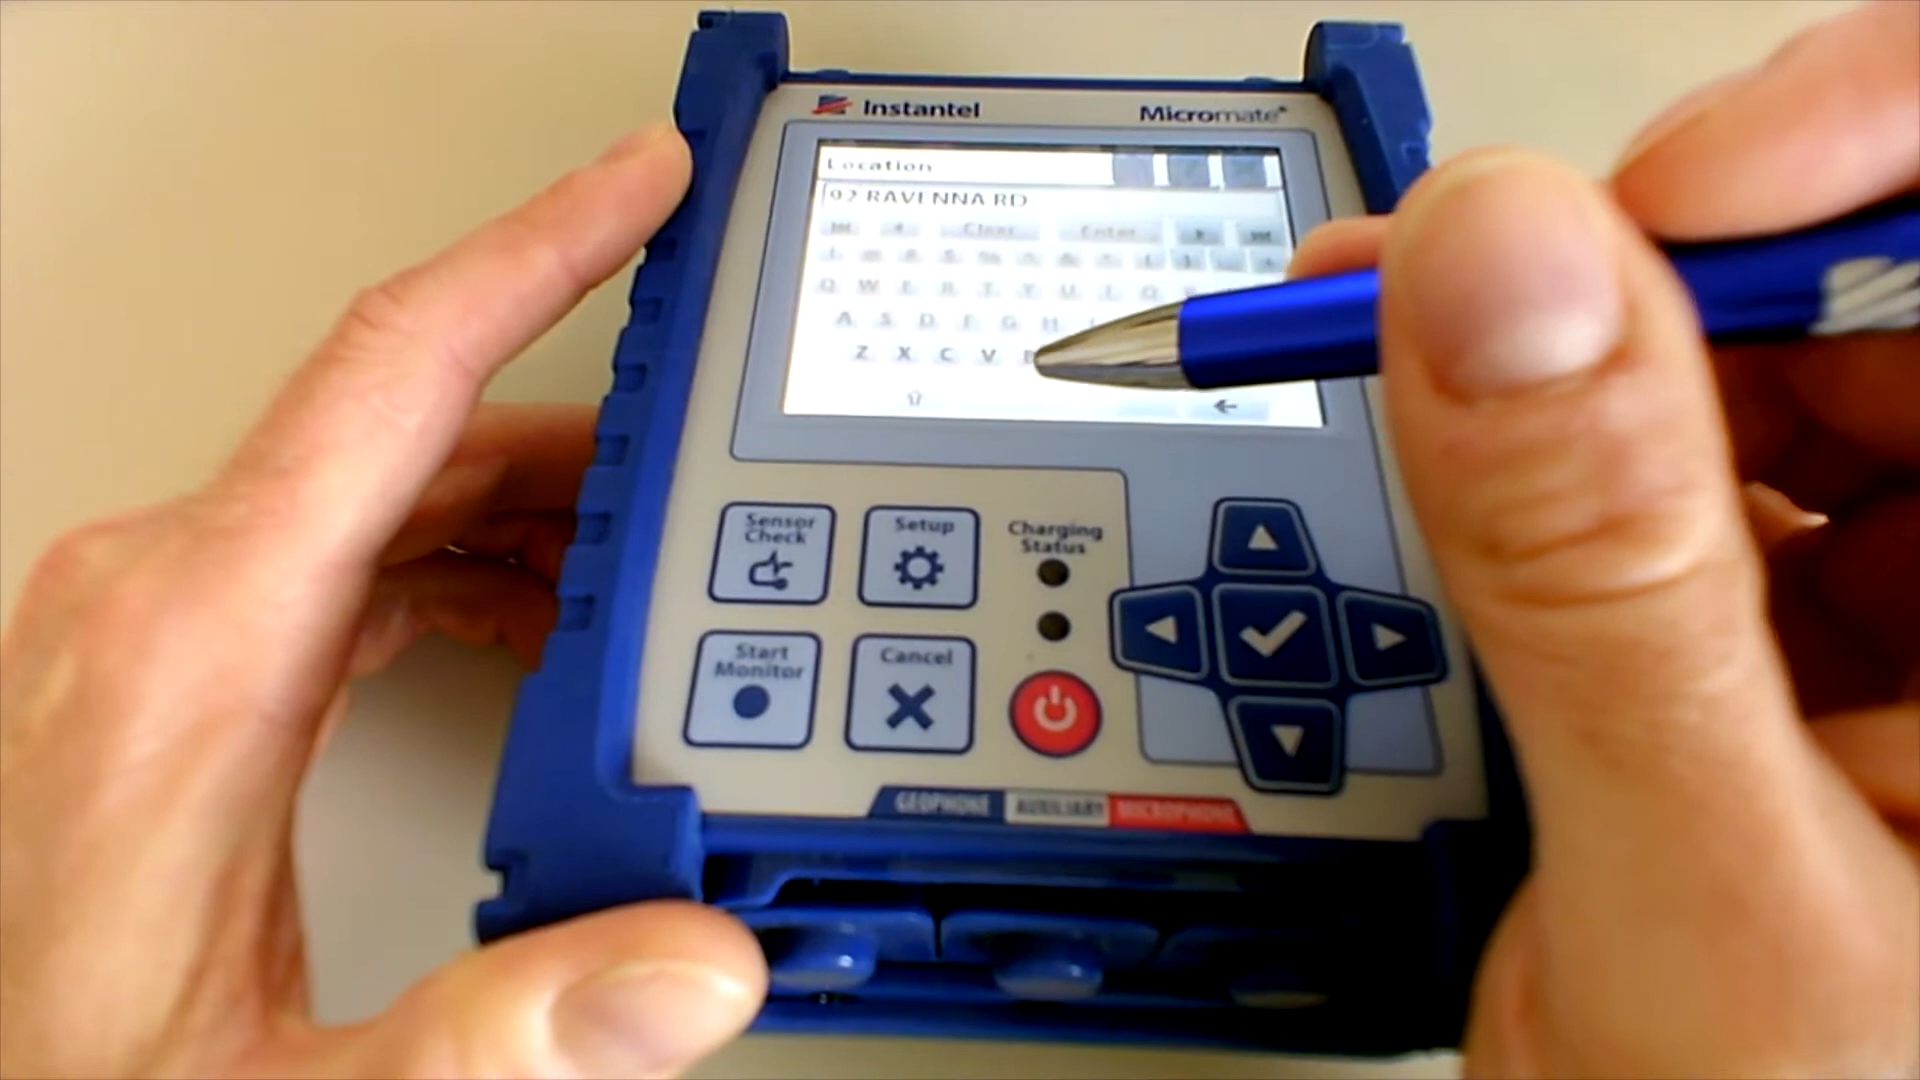 Instantel
Micromate®
Location
92 RAVENNA RD
Clear Enter
! @ # $ % ^ & * ( )
Q W E R T Y U I O
A S D F G H
Z X C V B
Sensor Check
Setup
Charging Status
Start Monitor
Cancel
GEOPHONE AUXILIARY MICROPHONE